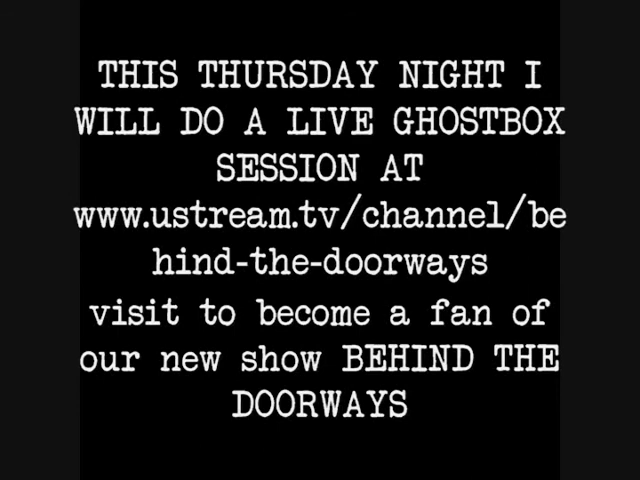 THIS THURSDAY NIGHT I
WILL DO A LIVE GHOSTBOX
SESSION AT
www.ustream.tv/channel/be
hind-the-doorways
visit to become a fan of
our new show BEHIND THE
DOORWAYS